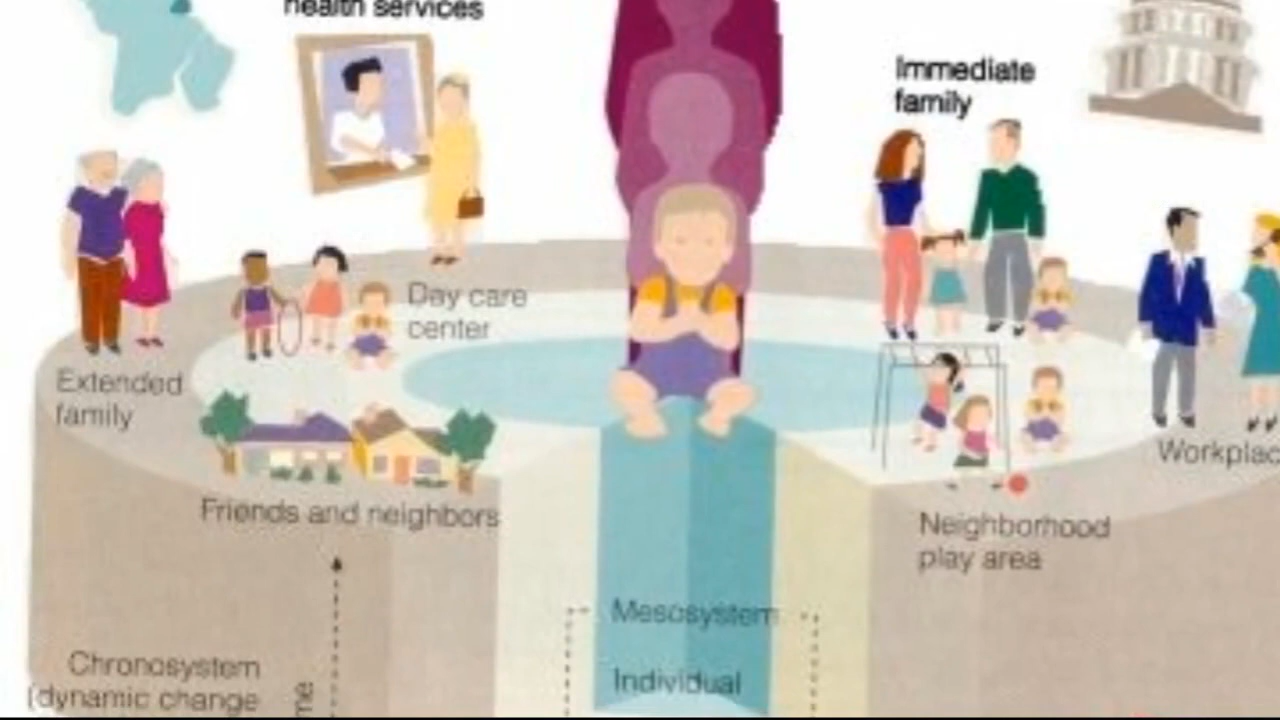 health services
Immediate
family
Day care
center
Extended
family
Workplac
Friends and neighbors
Neighborhood
play area
Mesosystem
Chronosystem
(dynamic change
Individual
me